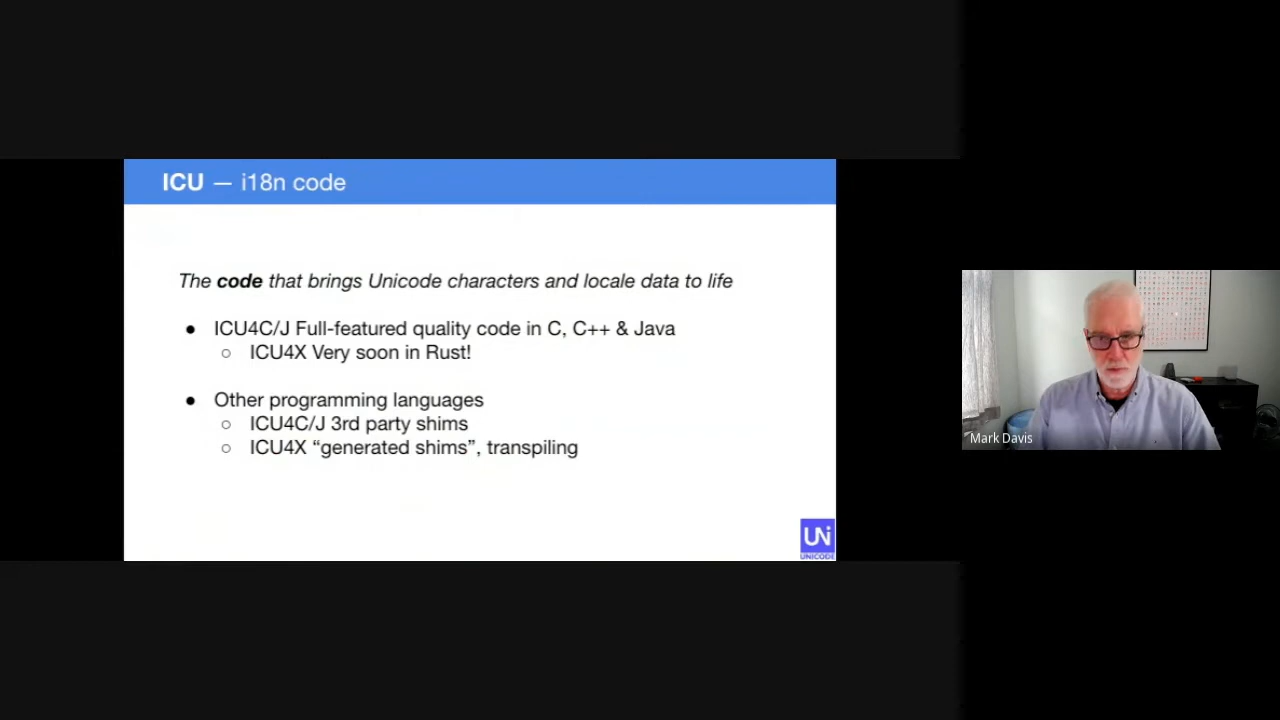 ICU — i18n code
The code that brings Unicode characters and locale data to life
● ICU4C/J Full-featured quality code in C, C++ & Java
○ ICU4X Very soon in Rust!
● Other programming languages
○ ICU4C/J 3rd party shims
○ ICU4X “generated shims”, transpiling
UNi
UNICODE
Mark Davis